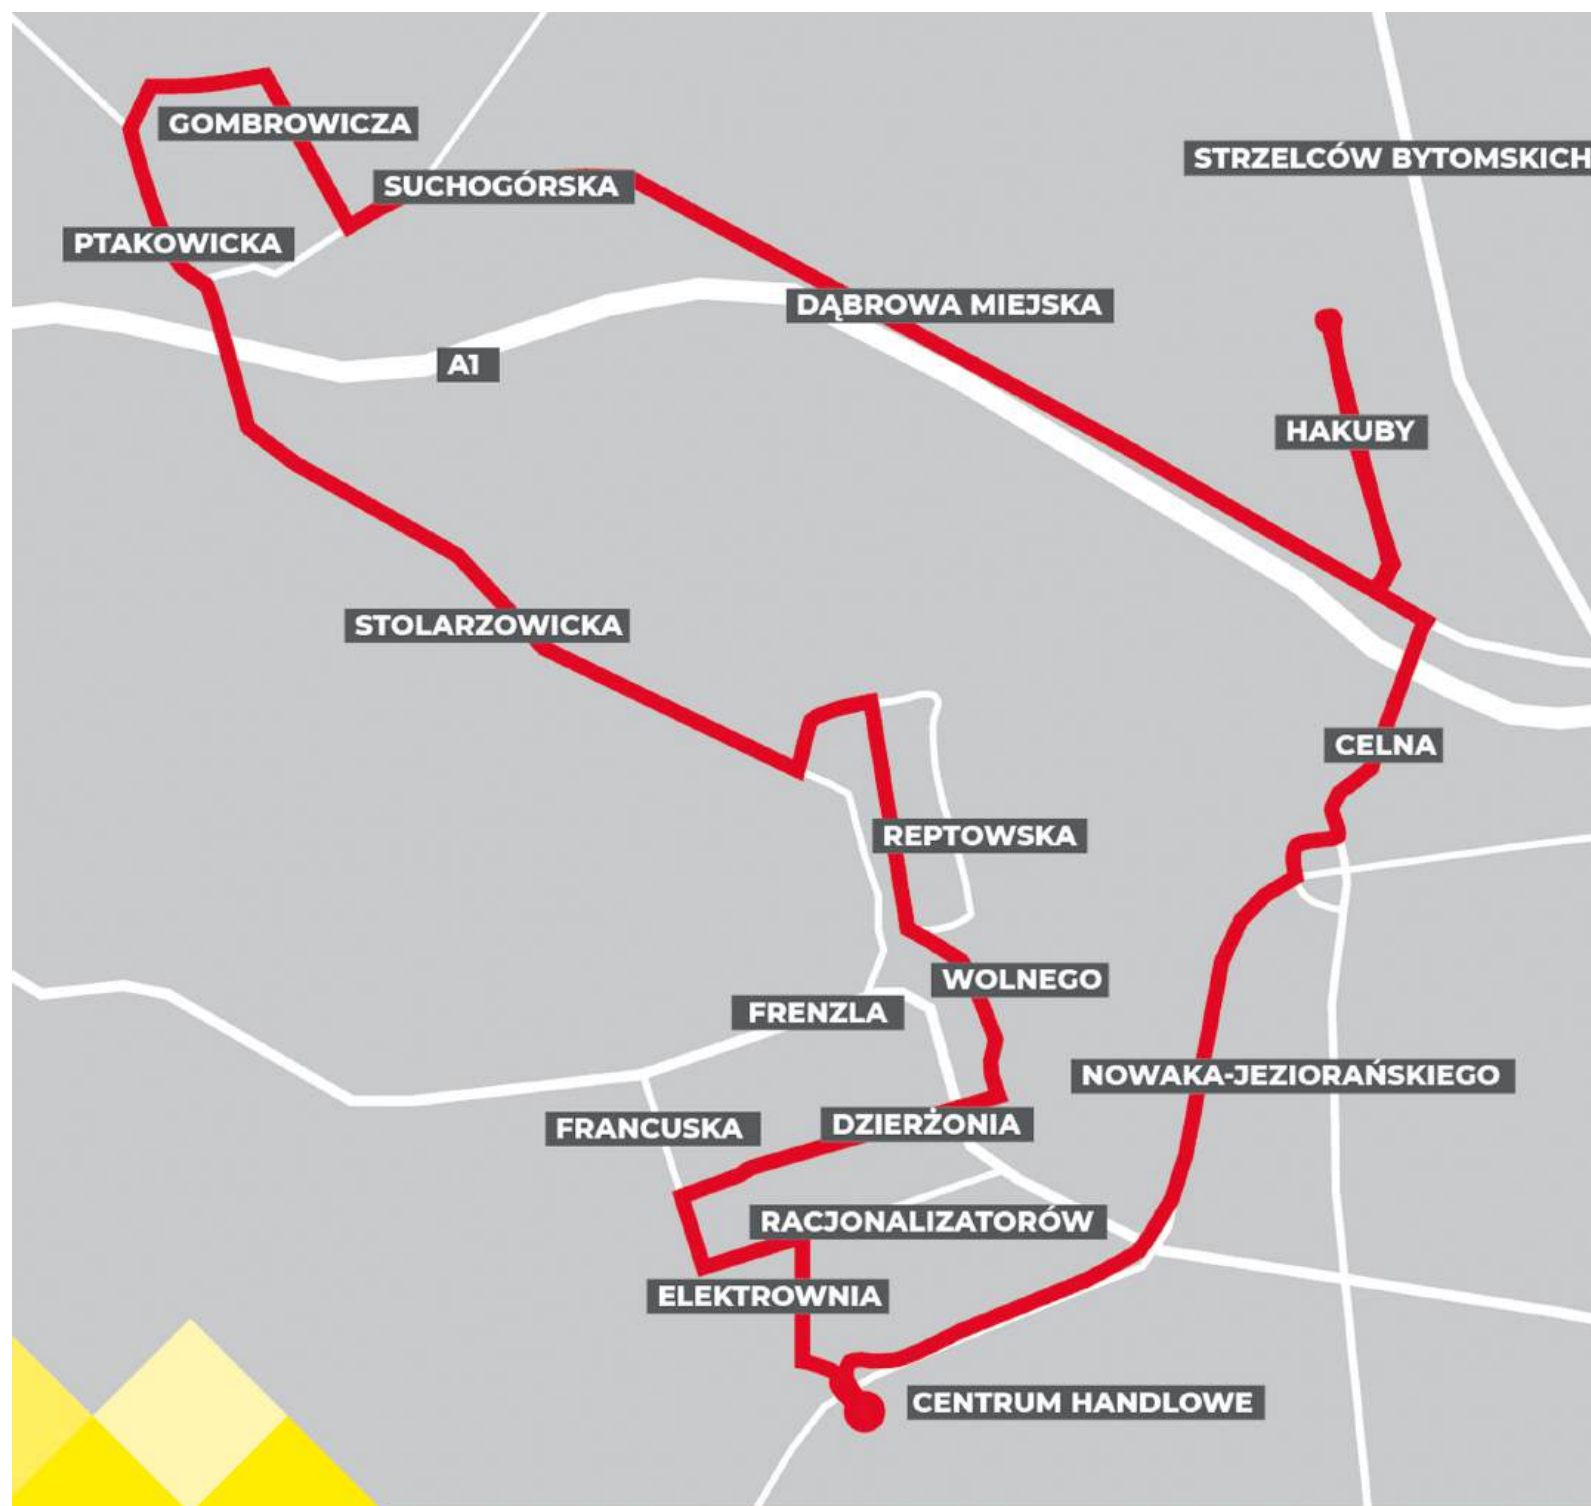 GOMBROWICZA
STRZELCÓW BYTOMSKICH
SUCHOGÓRSKA
PTAKOWICKA
DĄBROWA MIEJSKA
A1
HAKUBY
STOLARZOWICKA
CELNA
REPTOWSKA
WOLNEGO
FRENZLA
NOWAKA-JEZIORAŃSKIEGO
DZIERŻONIA
FRANCUSKA
RACJONALIZATORÓW
ELEKTROWNIA
CENTRUM HANDLOWE